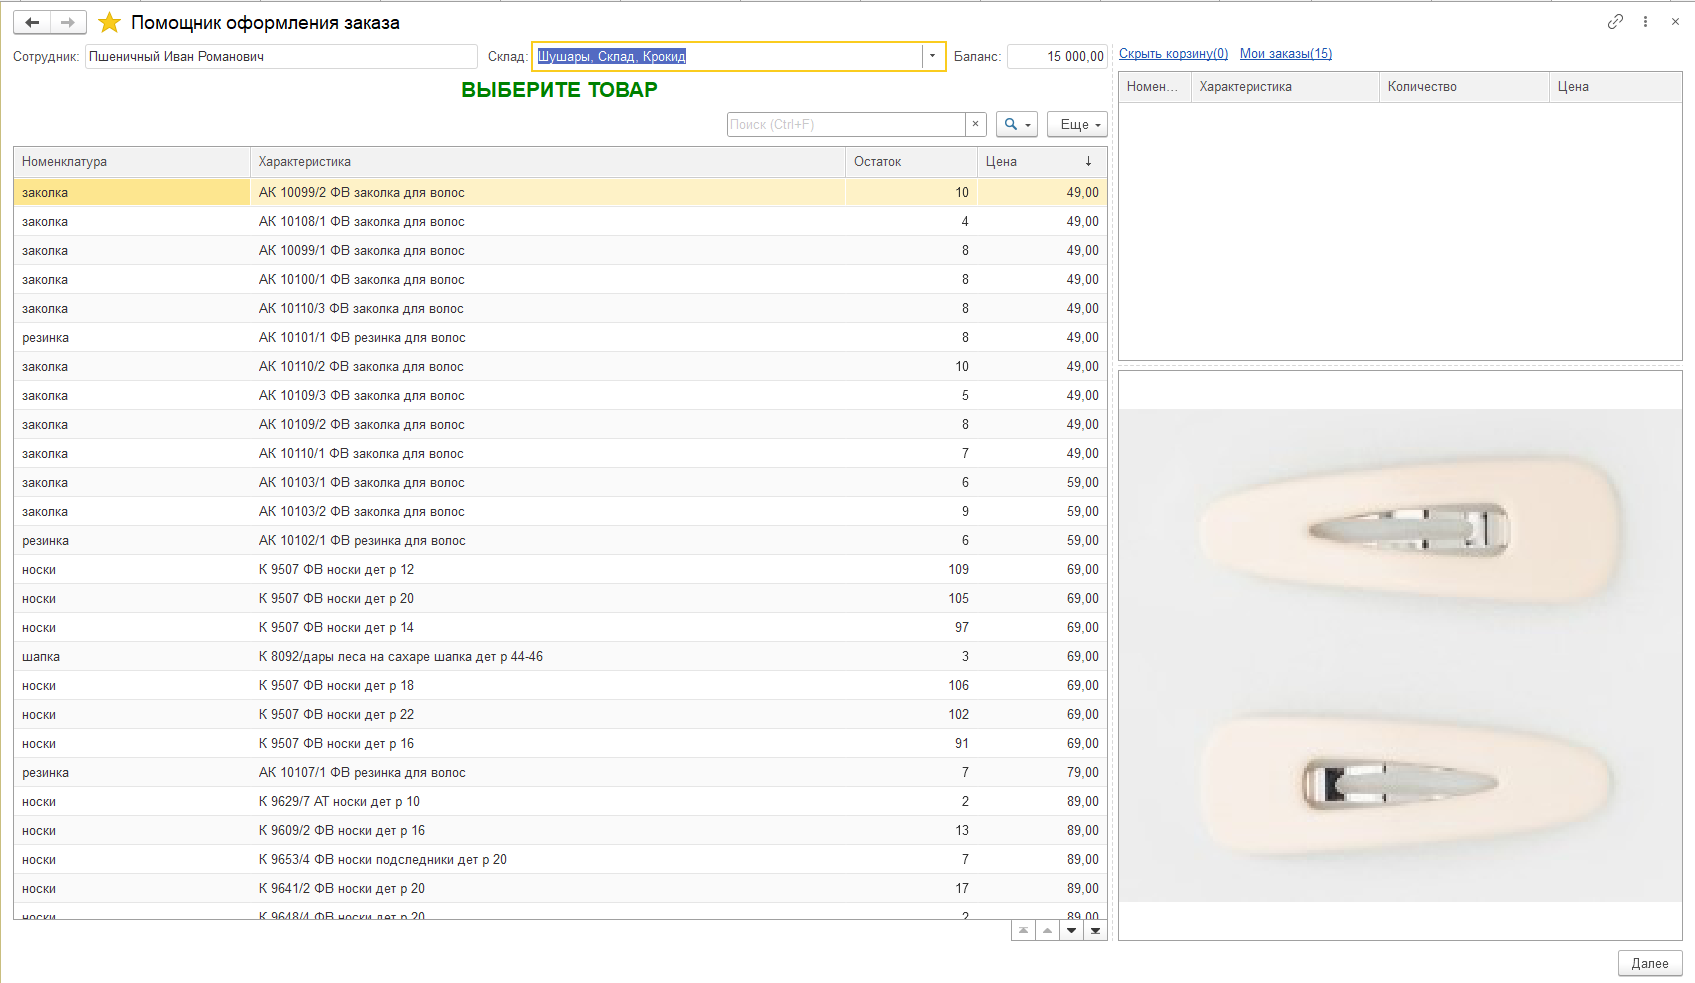 Помощник оформления заказа
Сотрудник: Пшеничный Иван Романович Склад: Шушары, Склад, Крокид Баланс: 15 000,00 Скрыть корзину(0) Мои заказы(15)
ВЫБЕРИТЕ ТОВАР
Номен... Характеристика Количество Цена
Поиск (Ctrl+F) × Еще
Номенклатура Характеристика Остаток Цена ↓
заколка АК 10099/2 ФВ заколка для волос 10 49,00
заколка АК 10108/1 ФВ заколка для волос 4 49,00
заколка АК 10099/1 ФВ заколка для волос 8 49,00
заколка АК 10100/1 ФВ заколка для волос 8 49,00
заколка АК 10110/3 ФВ заколка для волос 8 49,00
резинка АК 10101/1 ФВ резинка для волос 8 49,00
заколка АК 10110/2 ФВ заколка для волос 10 49,00
заколка АК 10109/3 ФВ заколка для волос 5 49,00
заколка АК 10109/2 ФВ заколка для волос 8 49,00
заколка АК 10110/1 ФВ заколка для волос 7 49,00
заколка АК 10103/1 ФВ заколка для волос 6 59,00
заколка АК 10103/2 ФВ заколка для волос 9 59,00
резинка АК 10102/1 ФВ резинка для волос 6 59,00
носки К 9507 ФВ носки дет р 12 109 69,00
носки К 9507 ФВ носки дет р 20 105 69,00
носки К 9507 ФВ носки дет р 14 97 69,00
шапка К 8092/дары леса на сахаре шапка дет р 44-46 3 69,00
носки К 9507 ФВ носки дет р 18 106 69,00
носки К 9507 ФВ носки дет р 22 102 69,00
носки К 9507 ФВ носки дет р 16 91 69,00
резинка АК 10107/1 ФВ резинка для волос 7 79,00
носки К 9629/7 АТ носки дет р 10 2 89,00
носки К 9609/2 ФВ носки дет р 16 13 89,00
носки К 9653/4 ФВ носки подследники дет р 20 7 89,00
носки К 9641/2 ФВ носки дет р 20 17 89,00
носки К 9648/4 ФВ носки дет р 20 2 89,00
Далее